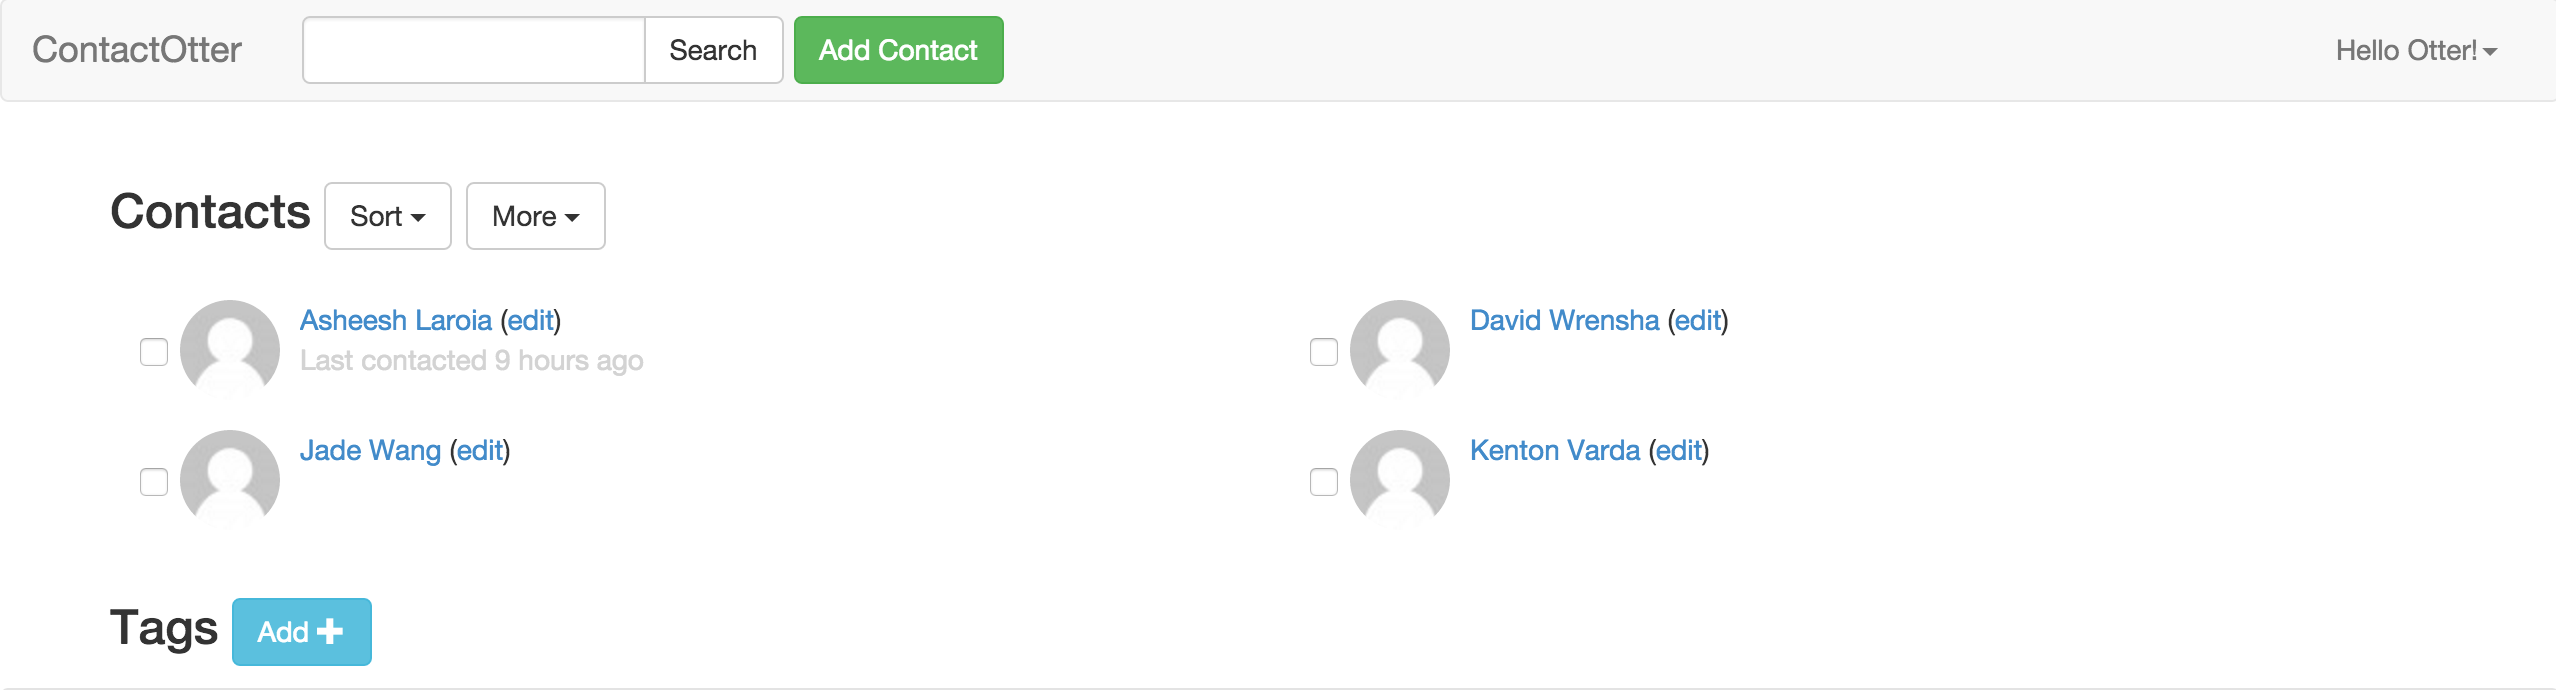 ContactOtter Search Add Contact Hello Otter!
Contacts Sort More
Asheesh Laroia (edit)
Last contacted 9 hours ago
David Wrensha (edit)
Jade Wang (edit)
Kenton Varda (edit)
Tags Add